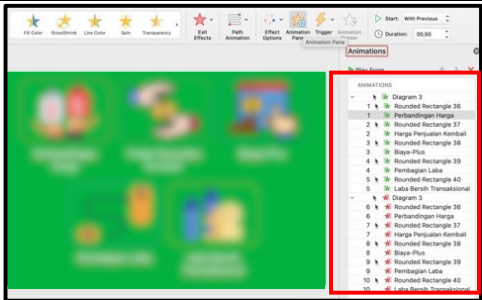 Fill Color Grow/Shrink Line Color Spin Transparency
Exit Effects
Path Animation
Effect Options
Animation Pane
Trigger
Animation
Start: With Previous
Duration: 00,50
Animation Pane
Animations
Play From
ANIMATIONS
Diagram 3
1 Rounded Rectangle 36
1 Perbandingan Harga
2 Rounded Rectangle 37
2 Harga Penjualan Kembali
3 Rounded Rectangle 38
3 Biaya-Plus
4 Rounded Rectangle 39
4 Pembagian Laba
5 Rounded Rectangle 40
5 Laba Bersih Transaksional
Diagram 3
6 Rounded Rectangle 36
6 Perbandingan Harga
7 Rounded Rectangle 37
7 Harga Penjualan Kembali
8 Rounded Rectangle 38
8 Biaya-Plus
9 Rounded Rectangle 39
9 Pembagian Laba
10 Rounded Rectangle 40
10 Laba Bersih Transaksional